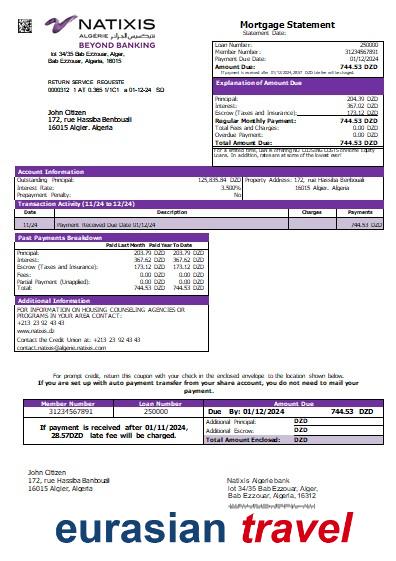 NATIXIS
ALGÉRIE نتيكسيس الجزائر
BEYOND BANKING
lot 34/35 Bab Ezzouar, Alger,
Bab Ezzouar, Algeria, 16015
Mortgage Statement
Statement Date:
Loan Number: 250000
Member Number: 31234567891
Payment Due Date: 01/12/2024
Amount Due: 744.53 DZD
If payment is received after 01/12/2024, 28.57 DZD late fee will be charged.
RETURN SERVICE REQUESTE
0000312 1 AT 0.365 1/1C1 a 01-12-24 SD
John Citizen
172, rue Hassiba Benbouali
16015 Algier. Algeria
Explanation of Amount Due
Principal: 204.39 DZD
Interest: 367.02 DZD
Escrow (Taxes and Insurance): 173.12 DZD
Regular Monthly Payment: 744.53 DZD
Total Fees and Charges: 0.00 DZD
Overdue Payment: 0.00 DZD
Total Amount Due: 744.53 DZD
For a limited time, Loan is offering NO CLOSING COSTS on Home Equity
Loans. In addition, rates are at some of the lowest ever!
Account Information
Outstanding Principal: 125,835.84 DZD
Interest Rate: 3.500%
Prepayment Penalty: No
Property Address: 172, rue Hassiba Benbouali
16015 Algier. Algeria
Transaction Activity (11/24 to 12/24)
Date Description Charges Payments
11/24 Payment Received Due Date 01/12/24 744.53 DZD
Past Payments Breakdown
Paid Last Month Paid Year To Date
Principal: 203.79 DZD 203.79 DZD
Interest: 367.62 DZD 367.62 DZD
Escrow (Taxes and Insurance): 173.12 DZD 173.12 DZD
Fees: 0.00 DZD 0.00 DZD
Partial Payment (Unapplied): 0.00 DZD 0.00 DZD
Total: 744.53 DZD 744.53 DZD
Additional Information
FOR INFORMATION ON HOUSING COUNSELING AGENCIES OR
PROGRAMS IN YOUR AREA CONTACT:
+213 23 92 43 43
www.natixis.dz
Contact the Credit Union at: +213 23 92 43 43
contact.natixis@algerie.natixis.com
For prompt credit, return this coupon with your check in the enclosed envelope to the location shown below.
If you are set up with auto payment transfer from your share account, you do not need to mail your
payment.
Member Number Loan Number Amount Due
31234567891 250000 Due By: 01/12/2024 744.53 DZD
If payment is received after 01/11/2024,
28.57DZD late fee will be charged.
Additional Principal: DZD
Additional Escrow: DZD
Total Amount Enclosed: DZD
John Citizen
172, rue Hassiba Benbouali
16015 Algier, Algeria
Natixis Algerie bank
lot 34/35 Bab Ezzouar, Alger,
Bab Ezzouar, Algeria, 16312
eurasian travel